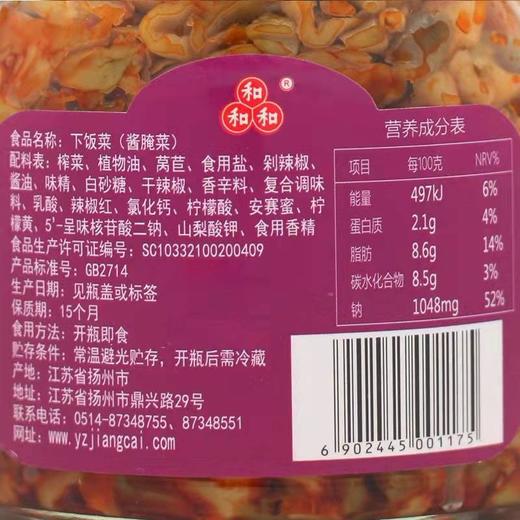 和
和和
®
食品名称:下饭菜(酱腌菜)
配料表:榨菜、植物油、莴苣、食用盐、剁辣椒、
酱油、味精、白砂糖、干辣椒、香辛料、复合调味
料、乳酸、辣椒红、氯化钙、柠檬酸、安赛蜜、柠
檬黄、5'-呈味核苷酸二钠、山梨酸钾、食用香精
食品生产许可证编号:SC10332100200409
产品标准号:GB2714
生产日期:见瓶盖或标签
保质期:15个月
食用方法:开瓶即食
贮存条件:常温避光贮存,开瓶后需冷藏
产地:江苏省扬州市
地址:江苏省扬州市鼎兴路29号
联系方式:0514-87348755、87348551
网址:www.yzjiangcai.com
营养成分表
项目 每100克 NRV%
能量 497kJ 6%
蛋白质 2.1g 4%
脂肪 8.6g 14%
碳水化合物 8.5g 3%
钠 1048mg 52%
6902445001175